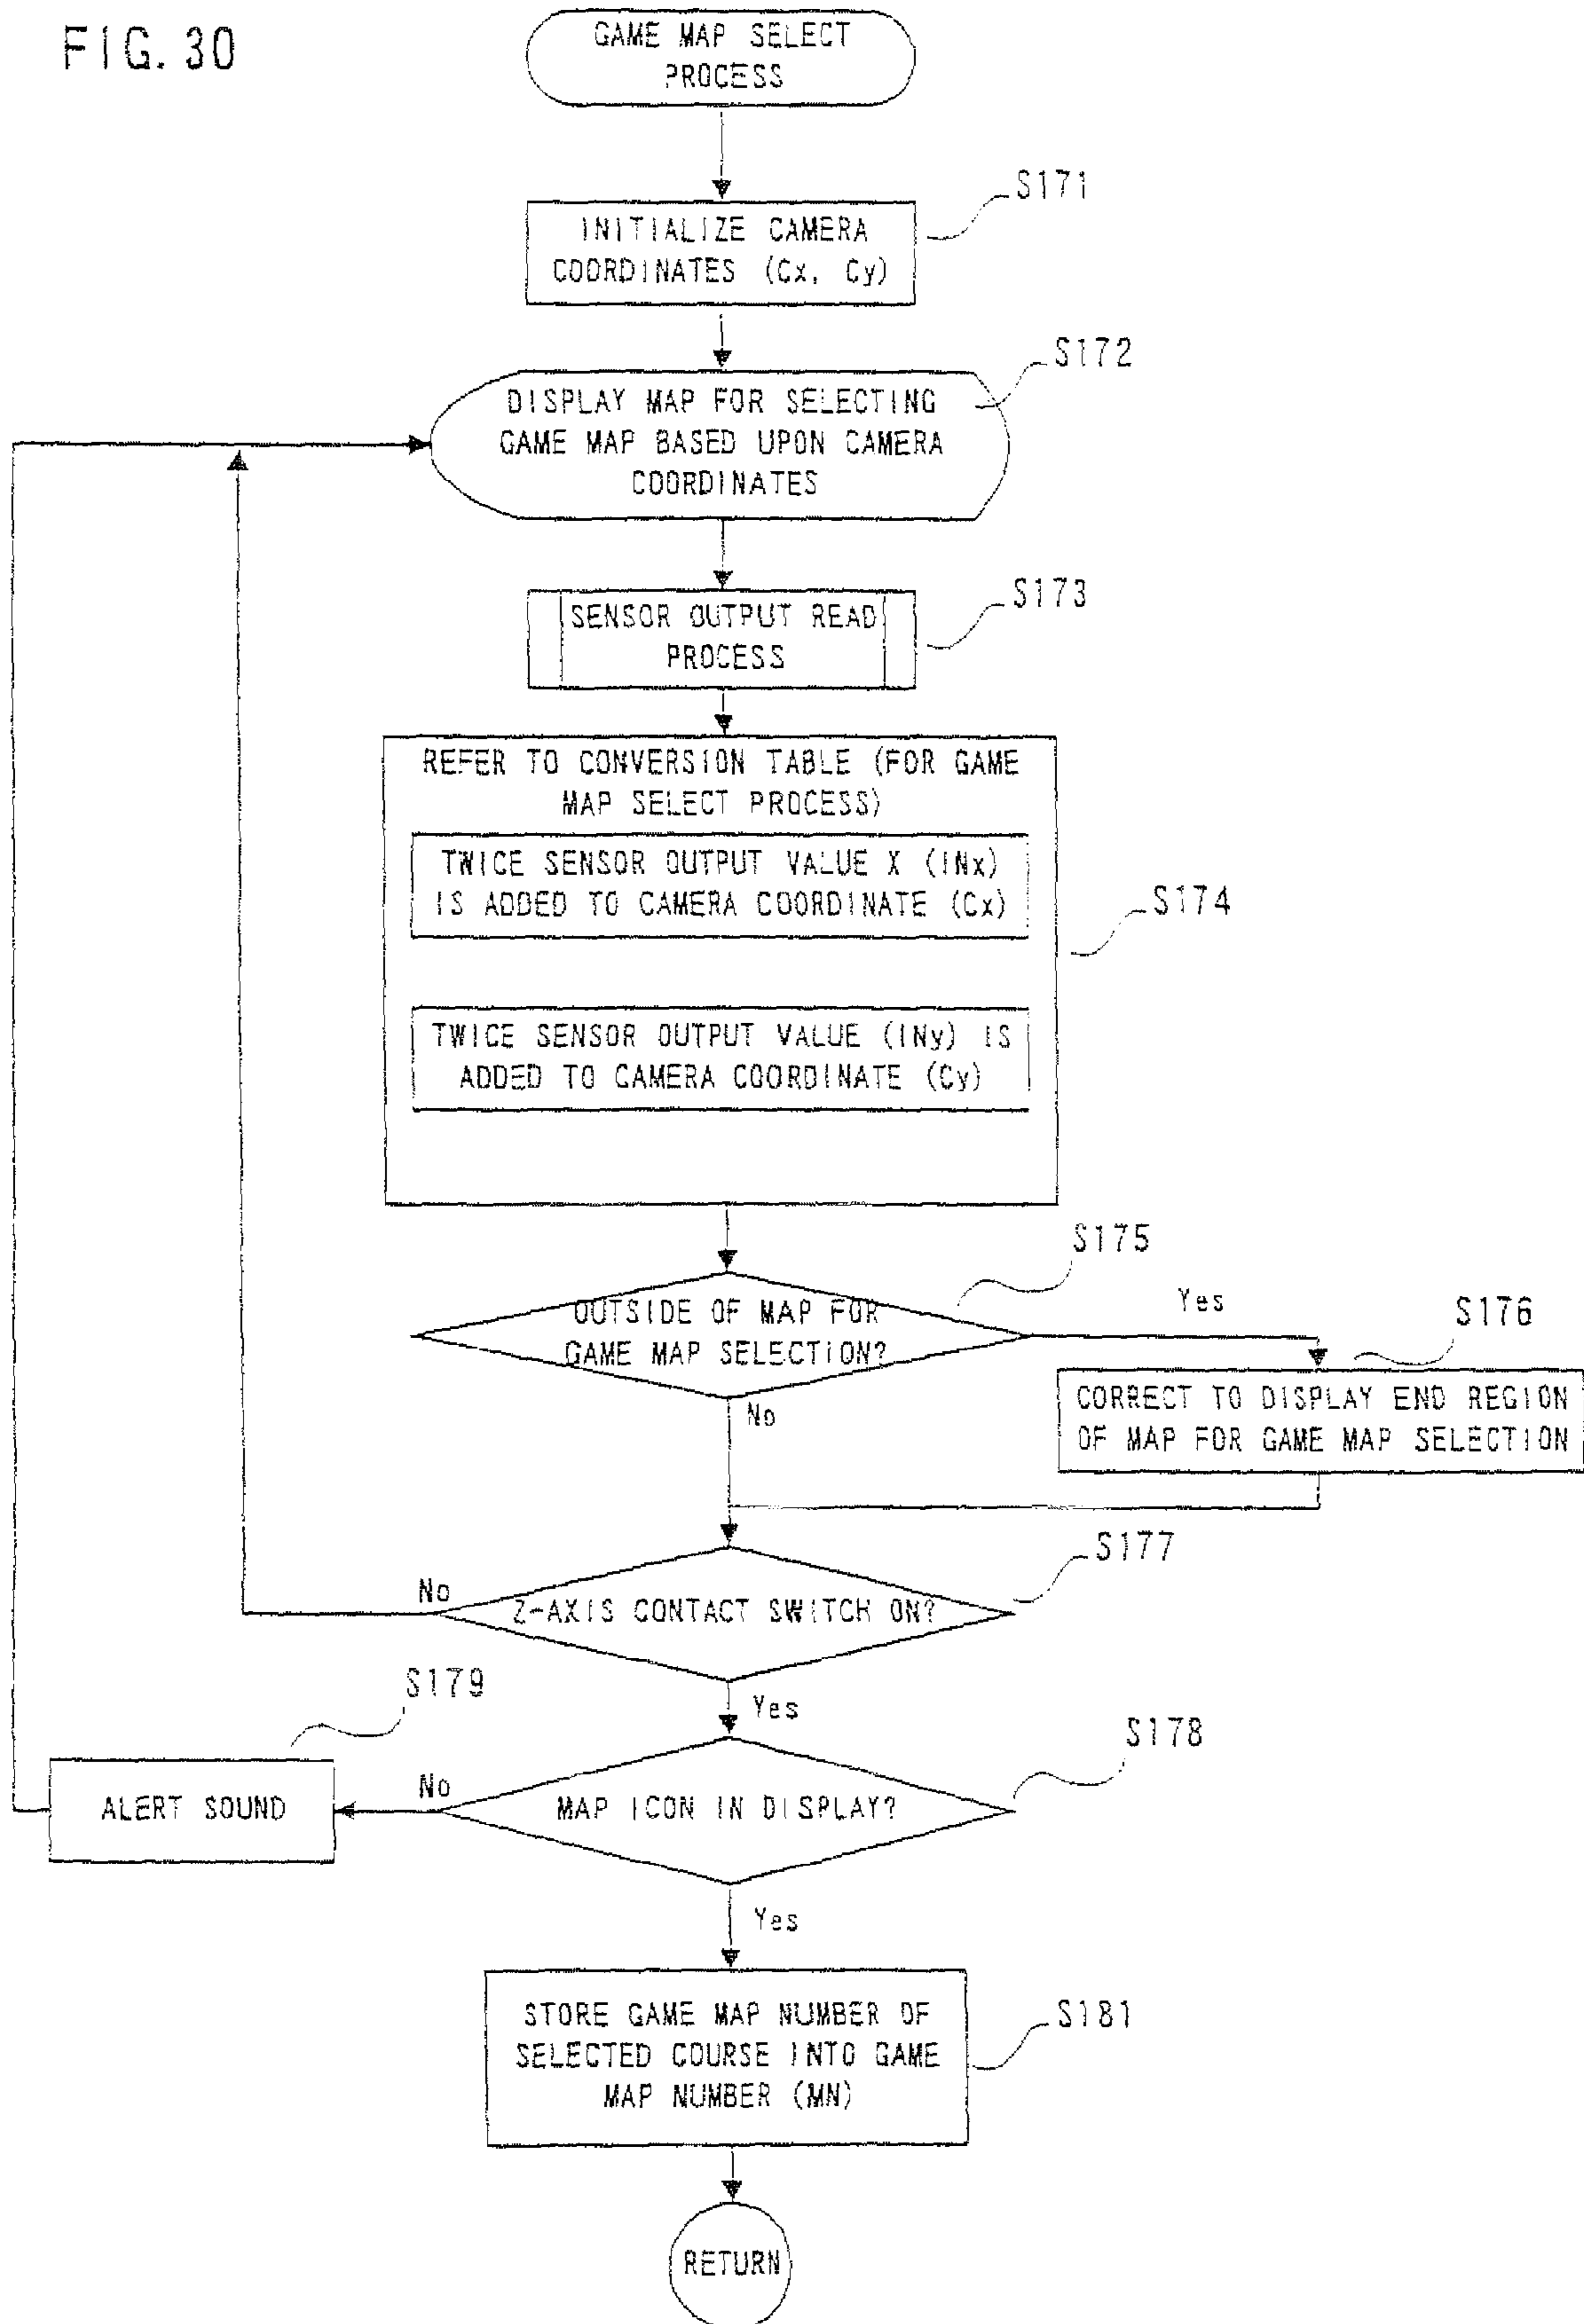 FIG. 30
GAME MAP SELECT
PROCESS
S171
INITIALIZE CAMERA
COORDINATES (Cx, Cy)
S172
DISPLAY MAP FOR SELECTING
GAME MAP BASED UPON CAMERA
COORDINATES
S173
SENSOR OUTPUT READ
PROCESS
REFER TO CONVERSION TABLE (FOR GAME
MAP SELECT PROCESS)
TWICE SENSOR OUTPUT VALUE X (INx)
IS ADDED TO CAMERA COORDINATE (Cx)
S174
TWICE SENSOR OUTPUT VALUE (INy) IS
ADDED TO CAMERA COORDINATE (Cy)
S175
OUTSIDE OF MAP FOR
GAME MAP SELECTION?
Yes
No
S176
CORRECT TO DISPLAY END REGION
OF MAP FOR GAME MAP SELECTION
S177
Z-AXIS CONTACT SWITCH ON?
No
Yes
S179
ALERT SOUND
S178
No
MAP ICON IN DISPLAY?
Yes
STORE GAME MAP NUMBER OF
SELECTED COURSE INTO GAME
MAP NUMBER (MN)
S181
RETURN